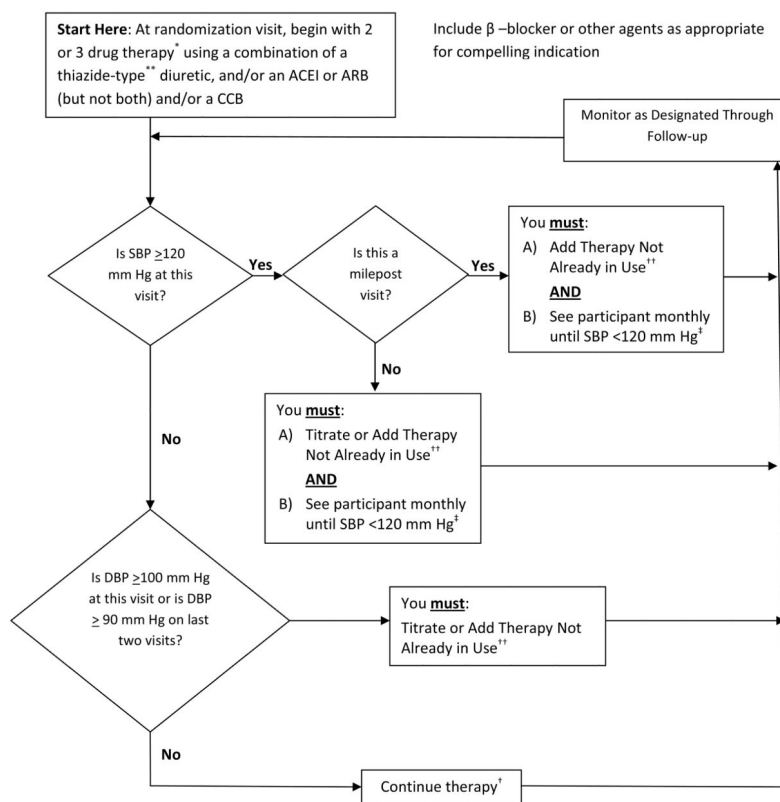 Start Here: At randomization visit, begin with 2
or 3 drug therapy* using a combination of a
thiazide-type** diuretic, and/or an ACEI or ARB
(but not both) and/or a CCB
Include β –blocker or other agents as appropriate
for compelling indication
Monitor as Designated Through
Follow-up
Is SBP ≥120
mm Hg at this
visit?
Yes
Is this a
milepost
visit?
Yes
You must:
A) Add Therapy Not
Already in Use††
AND
B) See participant monthly
until SBP <120 mm Hg‡
No
You must:
A) Titrate or Add Therapy
Not Already in Use††
AND
B) See participant monthly
until SBP <120 mm Hg‡
No
Is DBP ≥100 mm Hg
at this visit or is DBP
≥ 90 mm Hg on last
two visits?
You must:
Titrate or Add Therapy Not
Already in Use††
No
Continue therapy†